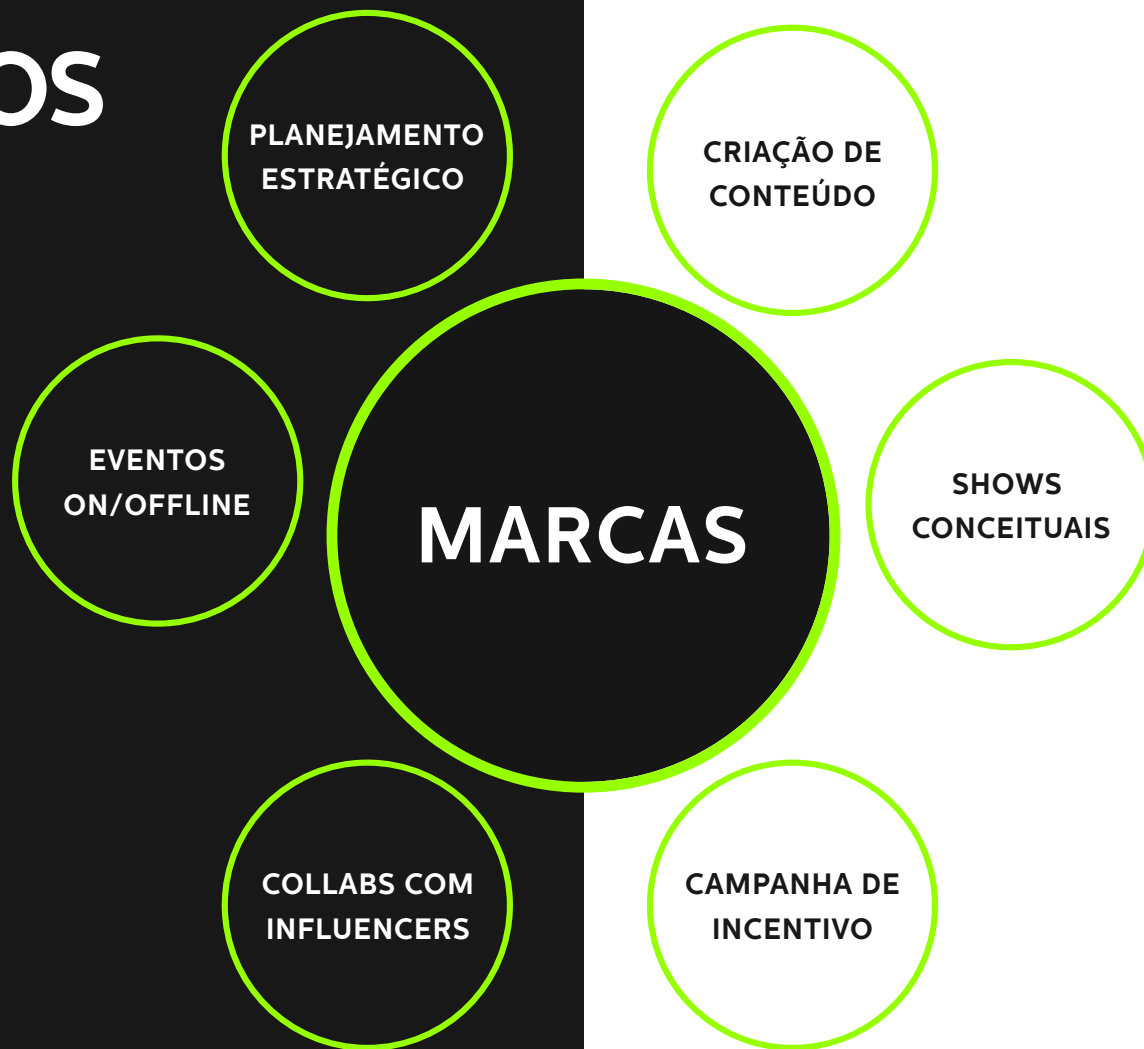 OS
PLANEJAMENTO
ESTRATÉGICO
CRIAÇÃO DE
CONTEÚDO
EVENTOS
ON/OFFLINE
MARCAS
SHOWS
CONCEITUAIS
COLLABS COM
INFLUENCERS
CAMPANHA DE
INCENTIVO